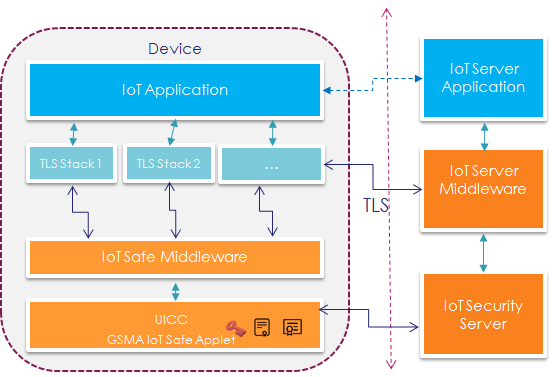 Device
IoT Application
TLS Stack 1
TLS Stack 2
...
IoT Safe Middleware
UICC
GSMA IoT Safe Applet
TLS
IoT Server
Application
IoT Server
Middleware
IoT Security
Server